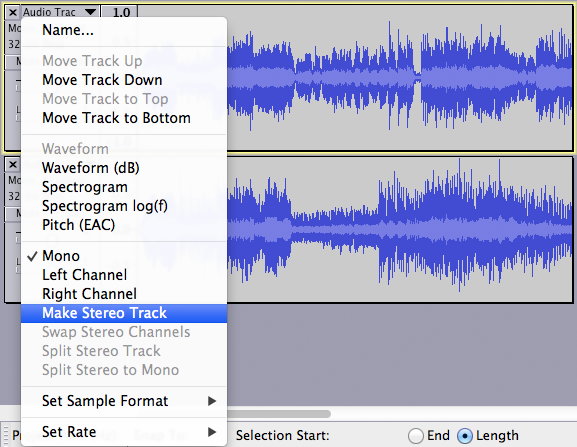 Audio Trac
1.0
Name...
Mo
32
M
Move Track Up
Move Track Down
Move Track to Top
Move Track to Bottom
Waveform
Waveform (dB)
Spectrogram
Spectrogram log(f)
Pitch (EAC)
Mo
32
M
Mono
Left Channel
Right Channel
Make Stereo Track
Swap Stereo Channels
Split Stereo Track
Split Stereo to Mono
Set Sample Format
Set Rate
Selection Start:
End
Length